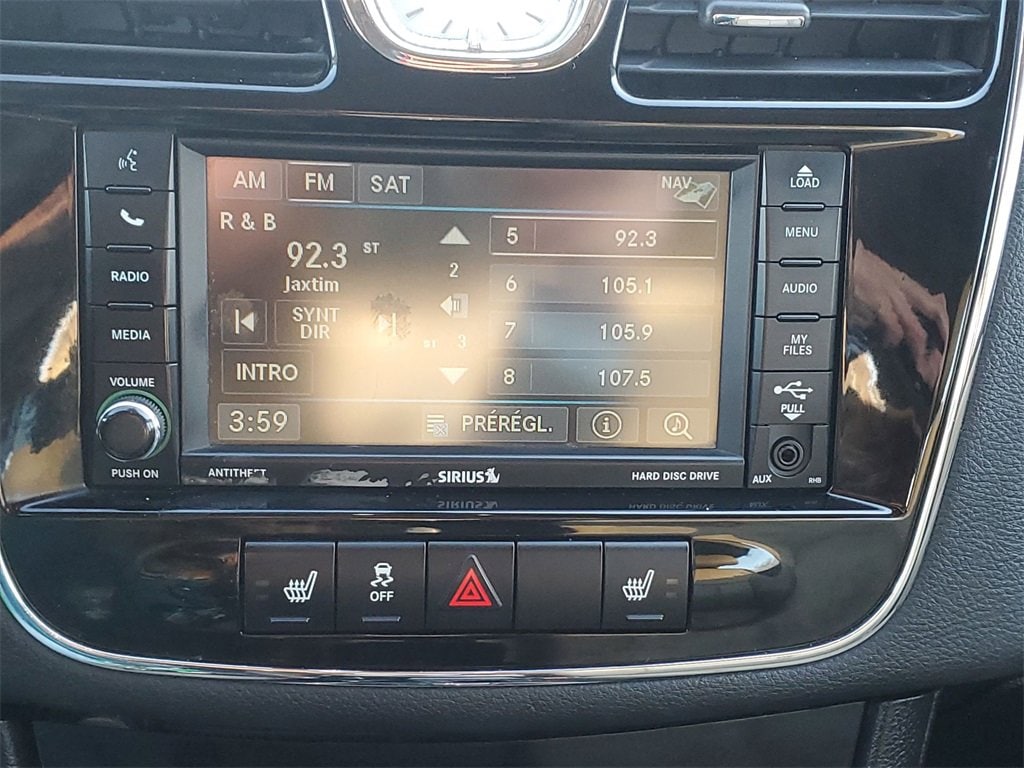 AM FM SAT NAV
R & B
92.3 ST
Jaxtim
2
ST 3
5 92.3
6 105.1
7 105.9
8 107.5
SYNT
DIR
INTRO
3:59
PRÉRÉGL.
i
RADIO
MEDIA
VOLUME
PUSH ON
LOAD
MENU
AUDIO
MY
FILES
PULL
AUX RHB
ANTITHEFT
SIRIUS
HARD DISC DRIVE
OFF